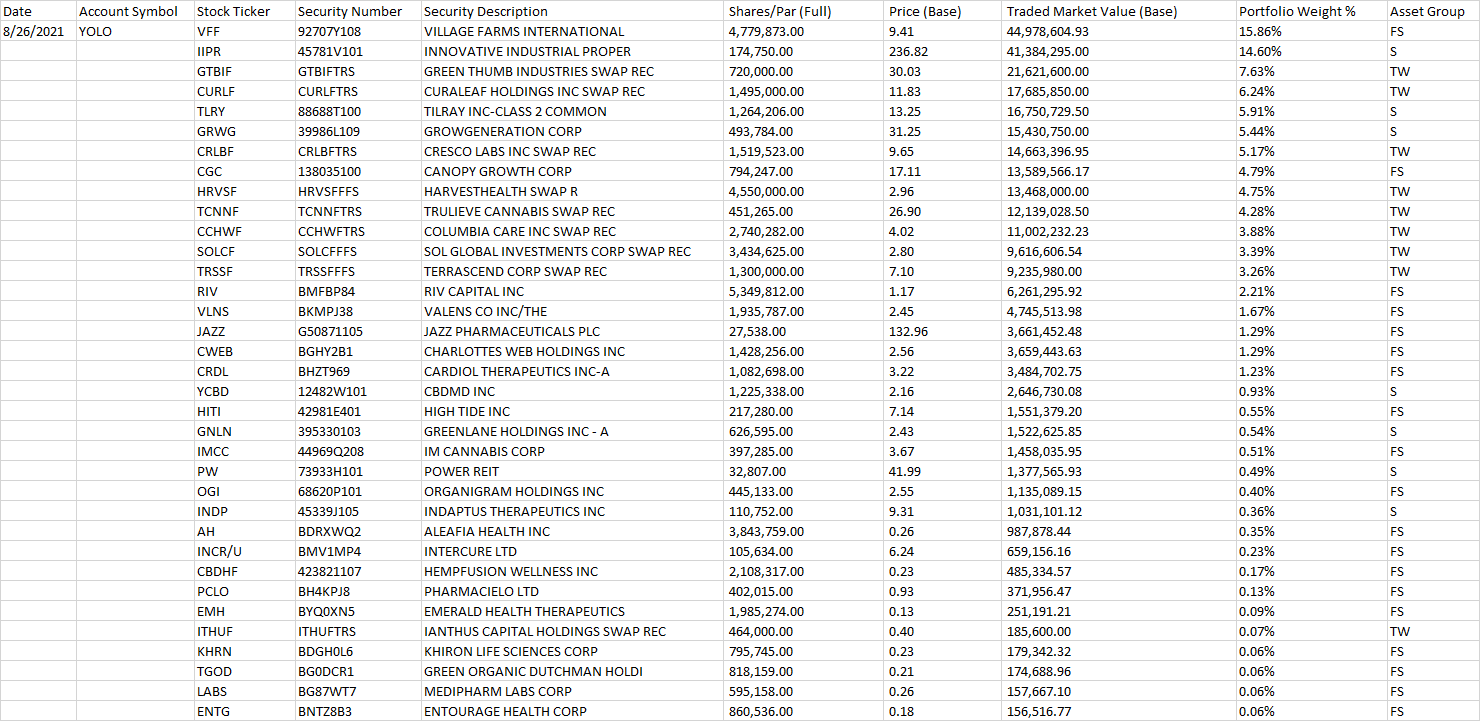 Date Account Symbol Stock Ticker Security Number Security Description Shares/Par (Full) Price (Base) Traded Market Value (Base) Portfolio Weight % Asset Group
8/26/2021 YOLO VFF 92707Y108 VILLAGE FARMS INTERNATIONAL 4,779,873.00 9.41 44,978,604.93 15.86% FS
IIPR 45781V101 INNOVATIVE INDUSTRIAL PROPER 174,750.00 236.82 41,384,295.00 14.60% S
GTBIF GTBIFTRS GREEN THUMB INDUSTRIES SWAP REC 720,000.00 30.03 21,621,600.00 7.63% TW
CURLF CURLFTRS CURALEAF HOLDINGS INC SWAP REC 1,495,000.00 11.83 17,685,850.00 6.24% TW
TLRY 88688T100 TILRAY INC-CLASS 2 COMMON 1,264,206.00 13.25 16,750,729.50 5.91% S
GRWG 39986L109 GROWGENERATION CORP 493,784.00 31.25 15,430,750.00 5.44% S
CRLBF CRLBFTRS CRESCO LABS INC SWAP REC 1,519,523.00 9.65 14,663,396.95 5.17% TW
CGC 138035100 CANOPY GROWTH CORP 794,247.00 17.11 13,589,566.17 4.79% FS
HRVSF HRVSFFFS HARVESTHEALTH SWAP R 4,550,000.00 2.96 13,468,000.00 4.75% TW
TCNNF TCNNFTRS TRULIEVE CANNABIS SWAP REC 451,265.00 26.90 12,139,028.50 4.28% TW
CCHWF CCHWFTRS COLUMBIA CARE INC SWAP REC 2,740,282.00 4.02 11,002,232.23 3.88% TW
SOLCF SOLCFFFS SOL GLOBAL INVESTMENTS CORP SWAP REC 3,434,625.00 2.80 9,616,606.54 3.39% TW
TRSSF TRSSFFFS TERRASCEND CORP SWAP REC 1,300,000.00 7.10 9,235,980.00 3.26% TW
RIV BMFBP84 RIV CAPITAL INC 5,349,812.00 1.17 6,261,295.92 2.21% FS
VLNS BKMPJ38 VALENS CO INC/THE 1,935,787.00 2.45 4,745,513.98 1.67% FS
JAZZ G50871105 JAZZ PHARMACEUTICALS PLC 27,538.00 132.96 3,661,452.48 1.29% FS
CWEB BGHY2B1 CHARLOTTES WEB HOLDINGS INC 1,428,256.00 2.56 3,659,443.63 1.29% FS
CRDL BHZT969 CARDIOL THERAPEUTICS INC-A 1,082,698.00 3.22 3,484,702.75 1.23% FS
YCBD 12482W101 CBDMD INC 1,225,338.00 2.16 2,646,730.08 0.93% S
HITI 42981E401 HIGH TIDE INC 217,280.00 7.14 1,551,379.20 0.55% FS
GNLN 395330103 GREENLANE HOLDINGS INC - A 626,595.00 2.43 1,522,625.85 0.54% S
IMCC 44969Q208 IM CANNABIS CORP 397,285.00 3.67 1,458,035.95 0.51% FS
PW 73933H101 POWER REIT 32,807.00 41.99 1,377,565.93 0.49% S
OGI 68620P101 ORGANIGRAM HOLDINGS INC 445,133.00 2.55 1,135,089.15 0.40% FS
INDP 45339J105 INDAPTUS THERAPEUTICS INC 110,752.00 9.31 1,031,101.12 0.36% S
AH BDRXWQ2 ALEAFIA HEALTH INC 3,843,759.00 0.26 987,878.44 0.35% FS
INCR/U BMV1MP4 INTERCURE LTD 105,634.00 6.24 659,156.16 0.23% FS
CBDHF 423821107 HEMPFUSION WELLNESS INC 2,108,317.00 0.23 485,334.57 0.17% FS
PCLO BH4KPJ8 PHARMACIELO LTD 402,015.00 0.93 371,956.47 0.13% FS
EMH BYQ0XN5 EMERALD HEALTH THERAPEUTICS 1,985,274.00 0.13 251,191.21 0.09% FS
ITHUF ITHUFTRS IANTHUS CAPITAL HOLDINGS SWAP REC 464,000.00 0.40 185,600.00 0.07% TW
KHRN BDGH0L6 KHIRON LIFE SCIENCES CORP 795,745.00 0.23 179,342.32 0.06% FS
TGOD BG0DCR1 GREEN ORGANIC DUTCHMAN HOLDI 818,159.00 0.21 174,688.96 0.06% FS
LABS BG87WT7 MEDIPHARM LABS CORP 595,158.00 0.26 157,667.10 0.06% FS
ENTG BNTZ8B3 ENTOURAGE HEALTH CORP 860,536.00 0.18 156,516.77 0.06% FS